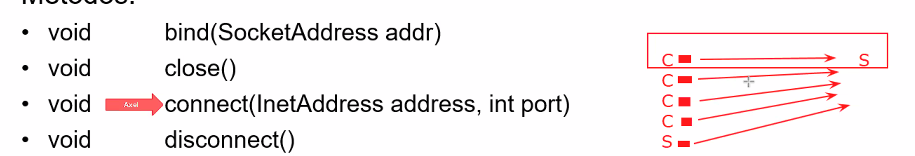 Métodos:
• void bind(SocketAddress addr)
• void close()
• void Axel connect(InetAddress address, int port)
• void disconnect()
C S
C
C
C
S